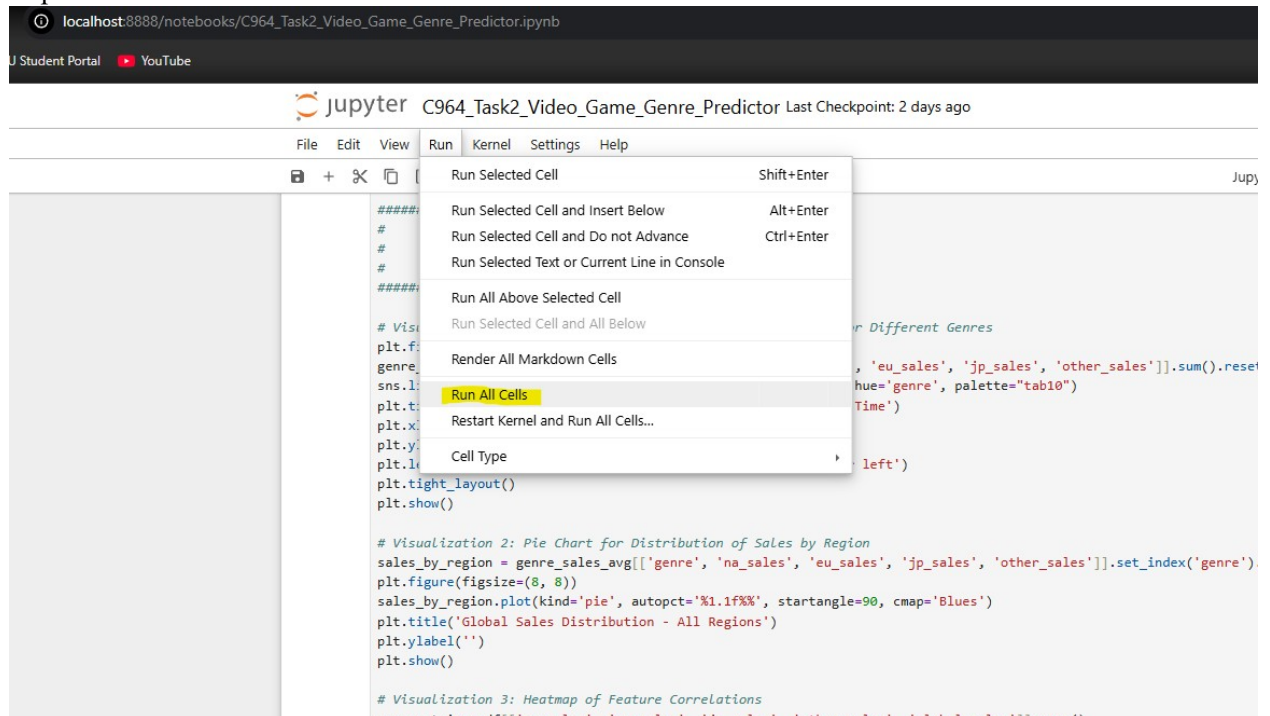 localhost:8888/notebooks/C964_Task2_Video_Game_Genre_Predictor.ipynb
U Student Portal YouTube
jupyter C964_Task2_Video_Game_Genre_Predictor Last Checkpoint: 2 days ago
File Edit View Run Kernel Settings Help
Run Selected Cell Shift+Enter
Jupy
######
Run Selected Cell and Insert Below Alt+Enter
#
Run Selected Cell and Do not Advance Ctrl+Enter
#
Run Selected Text or Current Line in Console
#
######
Run All Above Selected Cell
Run Selected Cell and All Below
# Vis r Different Genres
plt.f
Render All Markdown Cells
genre_ , 'eu_sales', 'jp_sales', 'other_sales']].sum().reset
sns.l hue='genre', palette="tab10")
Run All Cells
plt.t Time')
Restart Kernel and Run All Cells...
plt.x
plt.y
Cell Type
plt.l left')
plt.tight_layout()
plt.show()
# Visualization 2: Pie Chart for Distribution of Sales by Region
sales_by_region = genre_sales_avg[['genre', 'na_sales', 'eu_sales', 'jp_sales', 'other_sales']].set_index('genre').
plt.figure(figsize=(8, 8))
sales_by_region.plot(kind='pie', autopct='%1.1f%%', startangle=90, cmap='Blues')
plt.title('Global Sales Distribution - All Regions')
plt.ylabel('')
plt.show()
# Visualization 3: Heatmap of Feature Correlations